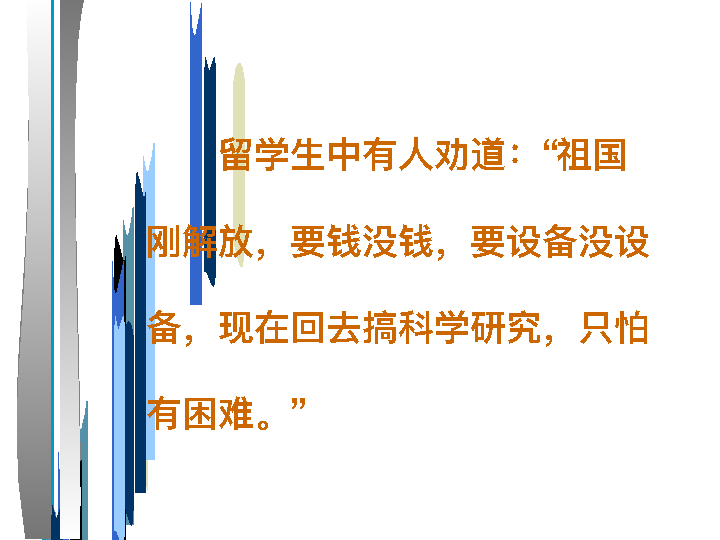 留学生中有人劝道：“祖国
刚解放，要钱没钱，要设备没设
备，现在回去搞科学研究，只怕
有困难。”